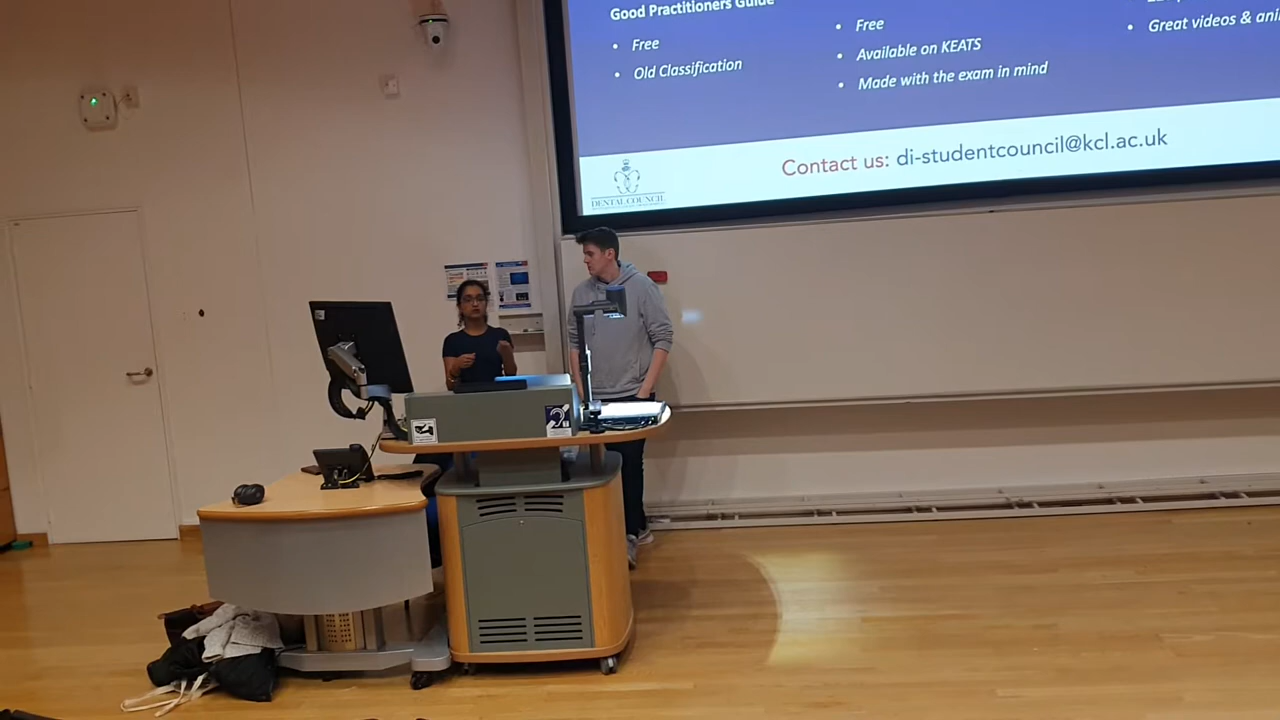 Good Practitioners Guide
• Free
• Old Classification
• Free
• Available on KEATS
• Made with the exam in mind
• Great videos &
Contact us: di-studentcouncil@kcl.ac.uk
DENTAL COUNCIL